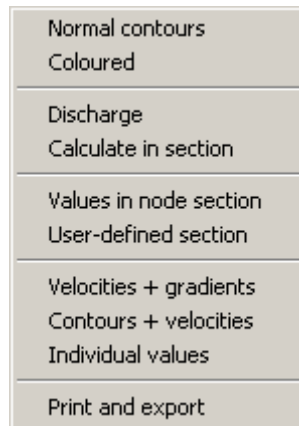 Normal contours
Coloured
Discharge
Calculate in section
Values in node section
User-defined section
Velocities + gradients
Contours + velocities
Individual values
Print and export